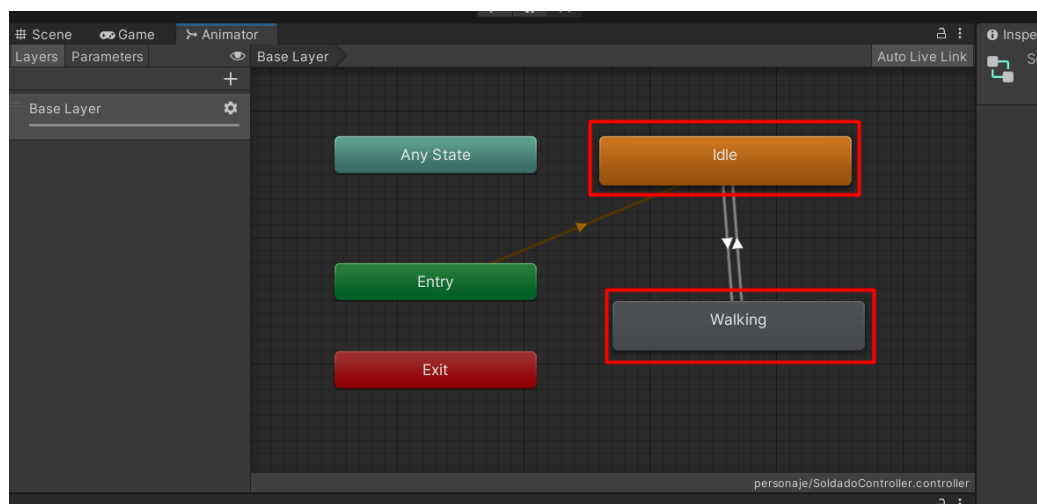 Scene Game Animator Inspe
Layers Parameters Base Layer Auto Live Link
Base Layer
Any State Idle
Entry
Walking
Exit
personaje/SoldadoController.controller